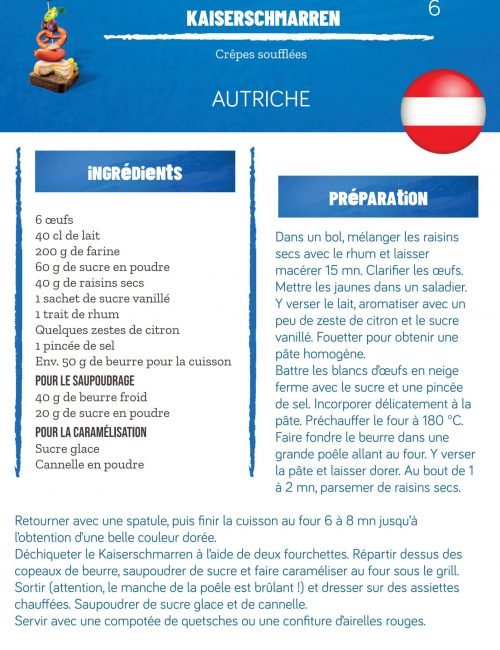 KAISERSCHMARREN
6
Crêpes soufflées
AUTRICHE
INGRÉDIENTS
6 œufs
40 cl de lait
200 g de farine
60 g de sucre en poudre
40 g de raisins secs
1 sachet de sucre vanillé
1 trait de rhum
Quelques zestes de citron
1 pincée de sel
Env. 50 g de beurre pour la cuisson
POUR LE SAUPOUDRAGE
40 g de beurre froid
20 g de sucre en poudre
POUR LA CARAMÉLISATION
Sucre glace
Cannelle en poudre
PRÉPARATION
Dans un bol, mélanger les raisins
secs avec le rhum et laisser
macérer 15 mn. Clarifier les œufs.
Mettre les jaunes dans un saladier.
Y verser le lait, aromatiser avec un
peu de zeste de citron et le sucre
vanillé. Fouetter pour obtenir une
pâte homogène.
Battre les blancs d’œufs en neige
ferme avec le sucre et une pincée
de sel. Incorporer délicatement à la
pâte. Préchauffer le four à 180 °C.
Faire fondre le beurre dans une
grande poêle allant au four. Y verser
la pâte et laisser dorer. Au bout de 1
à 2 mn, parsemer de raisins secs.
Retourner avec une spatule, puis finir la cuisson au four 6 à 8 mn jusqu’à
l’obtention d’une belle couleur dorée.
Déchiqueter le Kaiserschmarren à l’aide de deux fourchettes. Répartir dessus des
copeaux de beurre, saupoudrer de sucre et faire caraméliser au four sous le grill.
Sortir (attention, le manche de la poêle est brûlant !) et dresser sur des assiettes
chauffées. Saupoudrer de sucre glace et de cannelle.
Servir avec une compotée de quetsches ou une confiture d’airelles rouges.